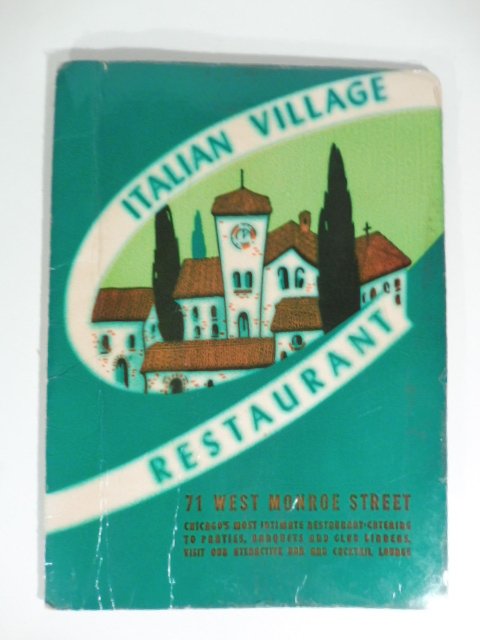 ITALIAN VILLAGE
RESTAURANT
71 WEST MONROE STREET
CHICAGO'S MOST INTIMATE RESTAURANT-CATERING
TO PARTIES, BANQUETS AND CLUB DINNERS,
VISIT OUR ATTRACTIVE BAR AND COCKTAIL LOUNGE